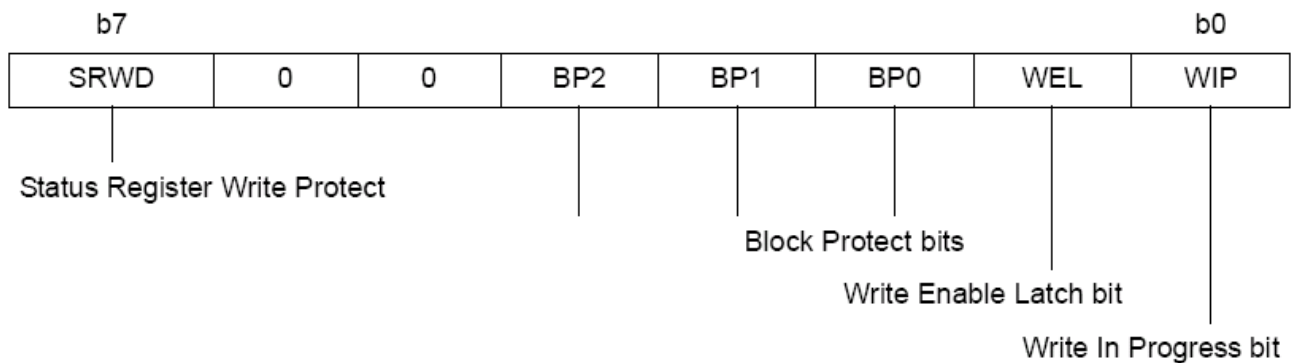 b7 b0
SRWD 0 0 BP2 BP1 BP0 WEL WIP
Status Register Write Protect
Block Protect bits
Write Enable Latch bit
Write In Progress bit